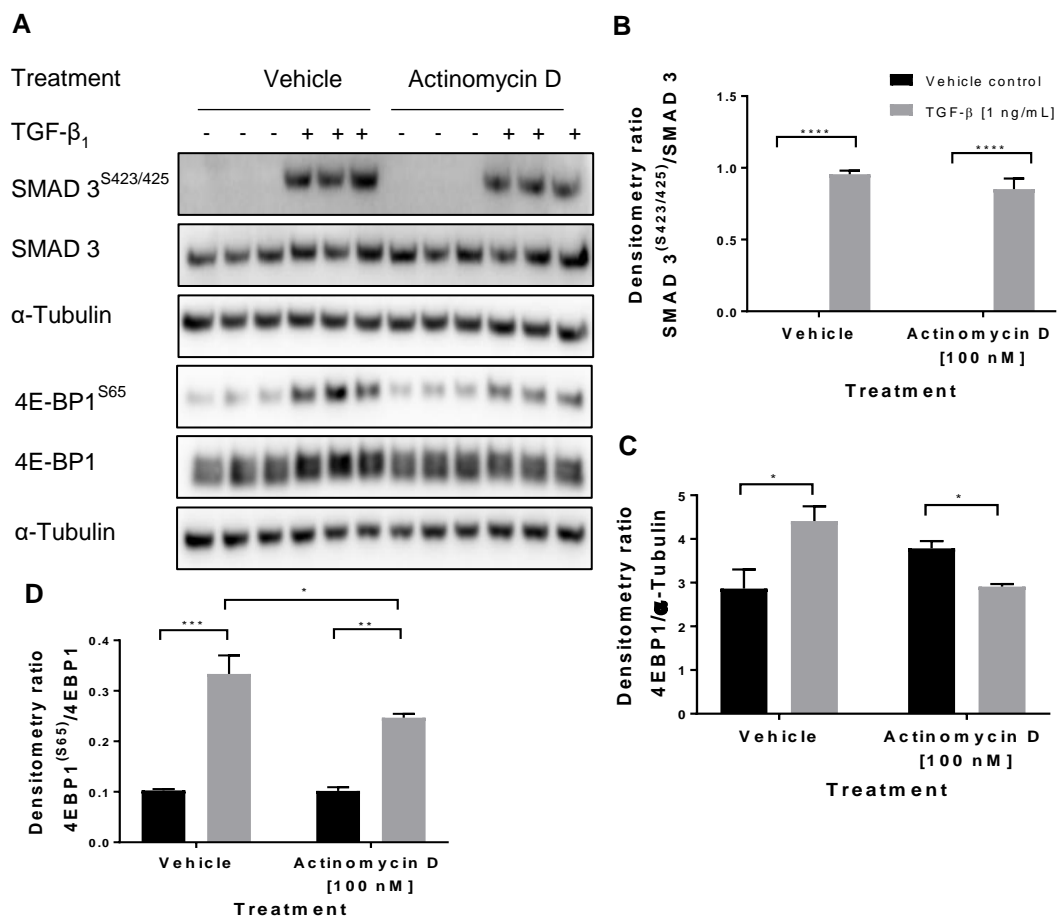 A
Treatment Vehicle Actinomycin D
TGF-β1 - - - + + + - - - + + +
SMAD 3S423/425
SMAD 3
α-Tubulin
4E-BP1S65
4E-BP1
α-Tubulin
B
Vehicle control
TGF-β [1 ng/mL]
Densitometry ratio
SMAD 3(S423/425)/SMAD 3
1.5
1.0
0.5
0.0
**** ****
Vehicle Actinomycin D
[100 nM]
Treatment
C
Densitometry ratio
4EBP1/α-Tubulin
5
4
3
2
1
0
* *
Vehicle Actinomycin D
[100 nM]
Treatment
D
Densitometry ratio
4EBP1(S65)/4EBP1
0.4
0.3
0.2
0.1
0.0
*
*** **
Vehicle Actinomycin D
[100 nM]
Treatment